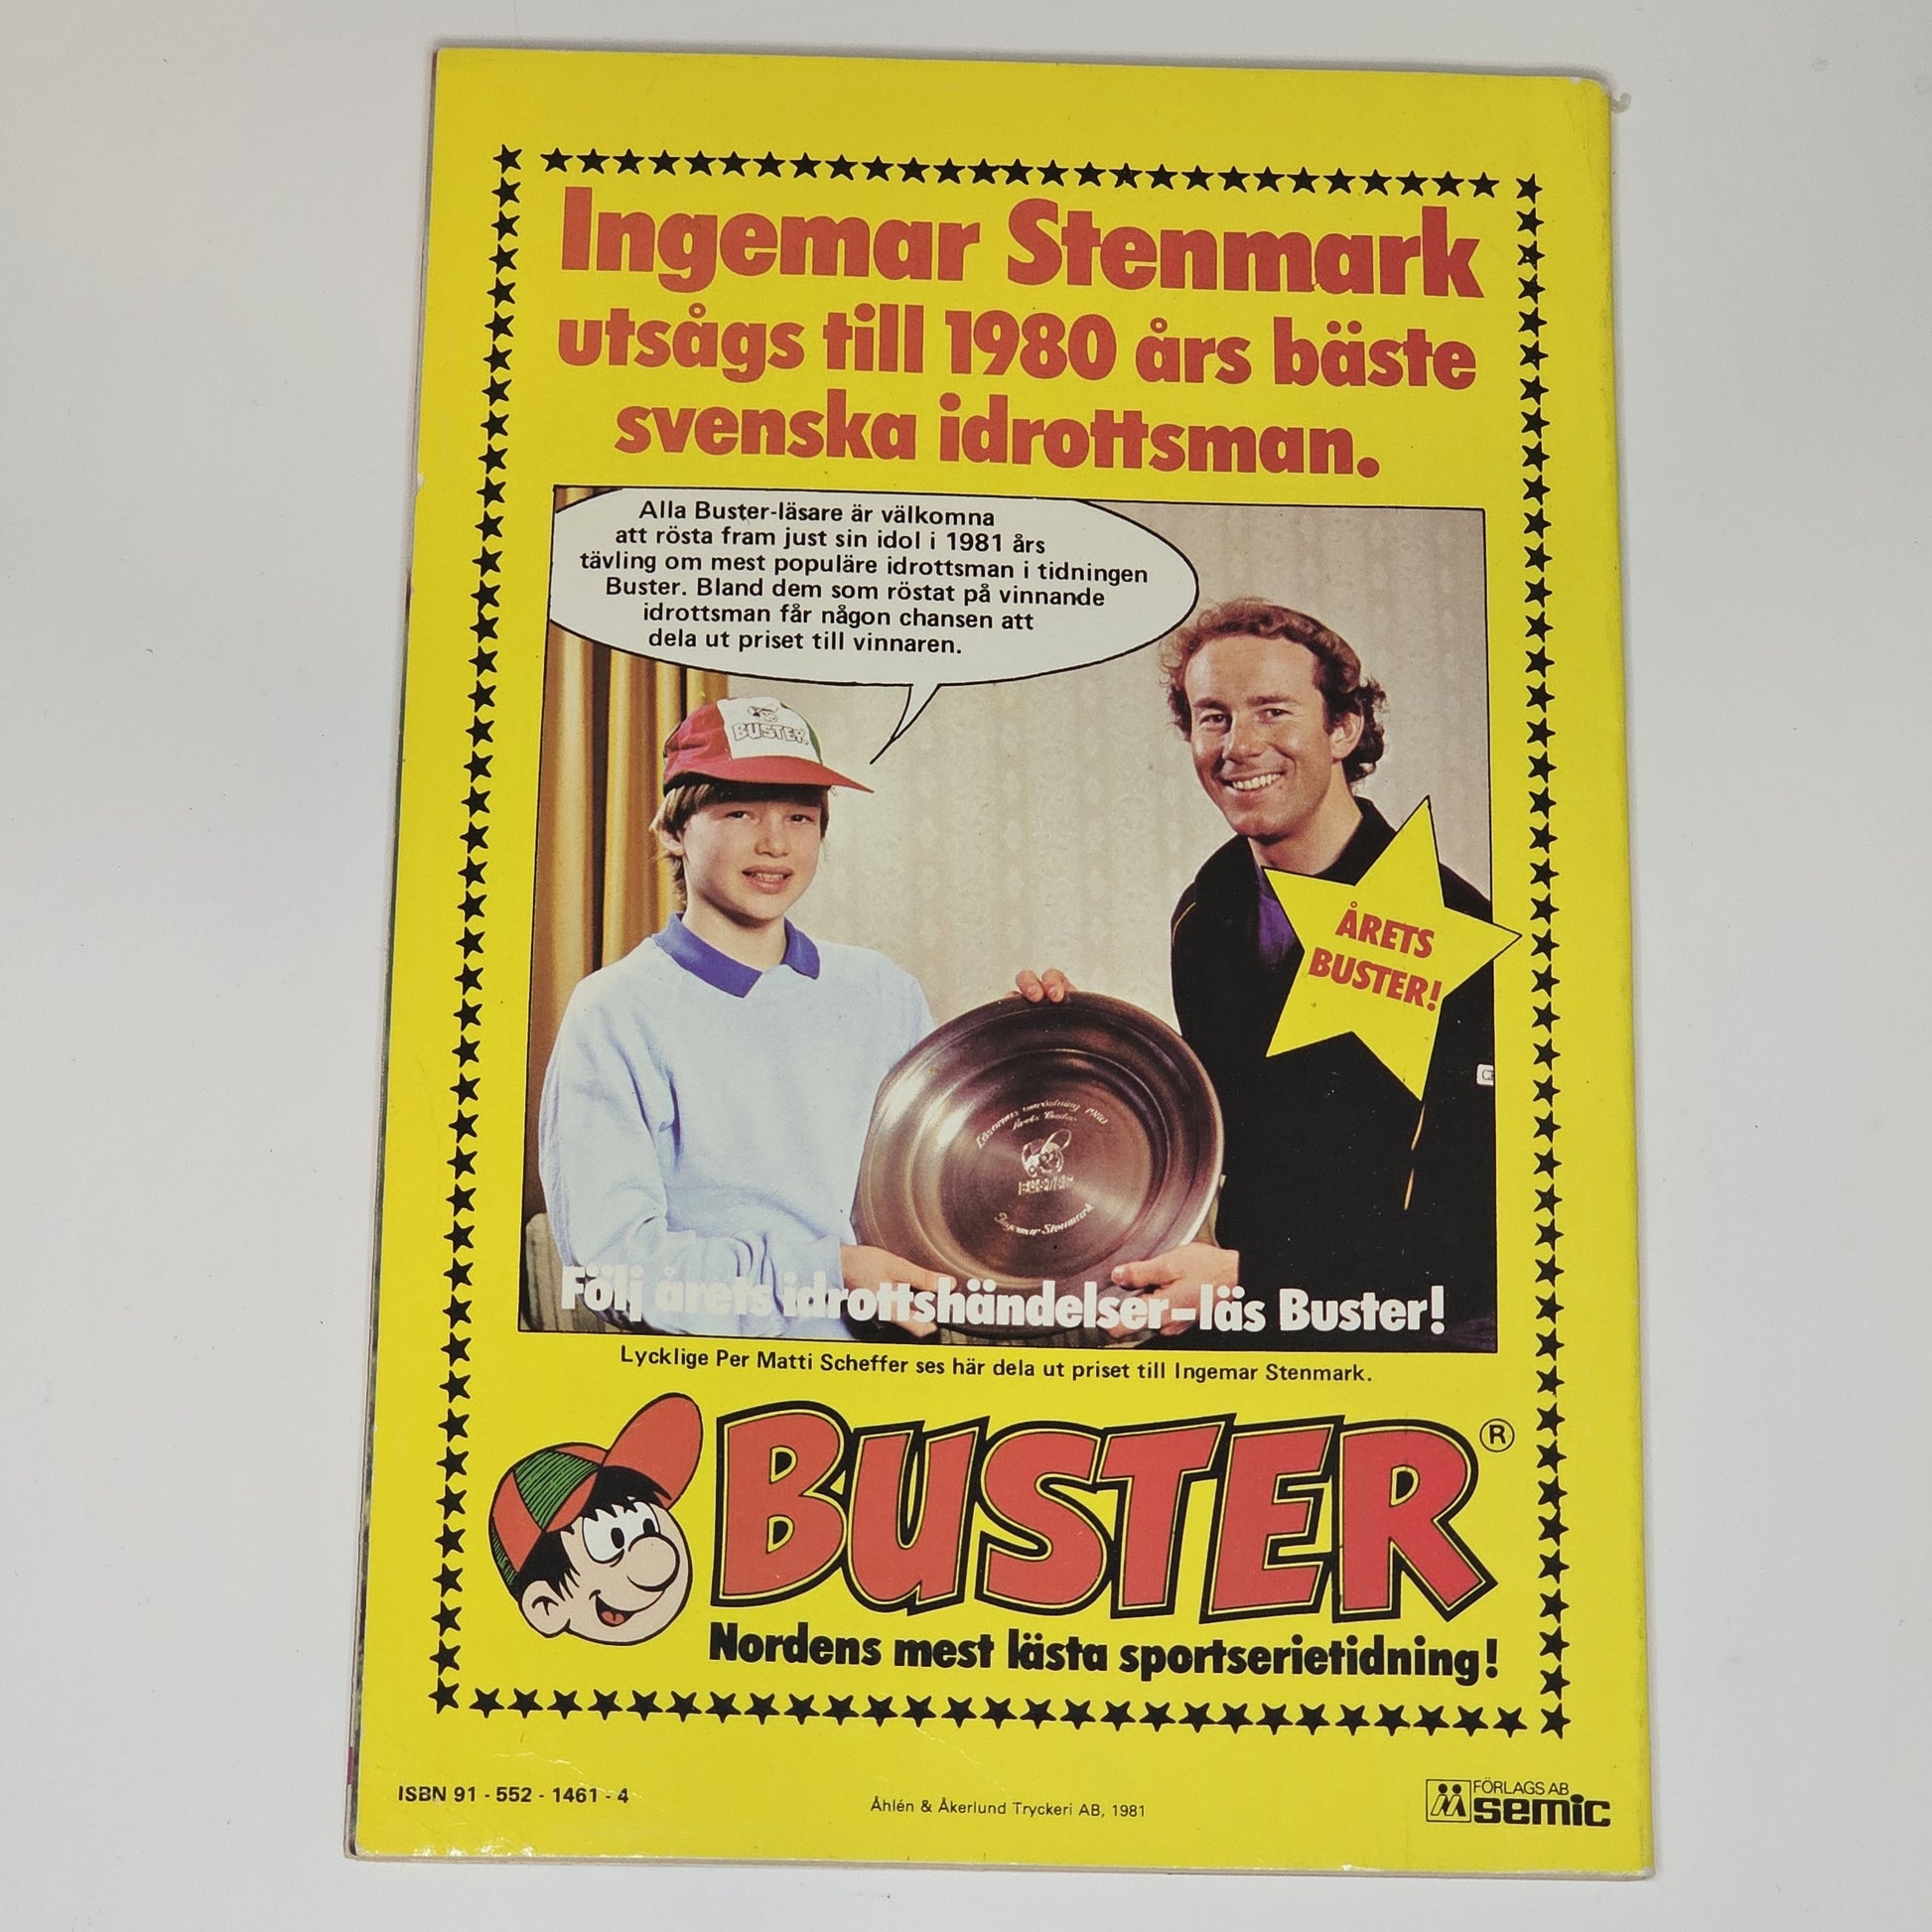 Ingemar Stenmark
utsågs till 1980 års bäste
svenska idrottsman.
Alla Buster-läsare är välkomna
att rösta fram just sin idol i 1981 års
tävling om mest populäre idrottsman i tidningen
Buster. Bland dem som röstat på vinnande
idrottsman får någon chansen att
dela ut priset till vinnaren.
BUSTER
ÅRETS
BUSTER!
BUSTER
Ingemar Stenmark
Följ årets idrottshändelser-läs Buster!
Lycklige Per Matti Scheffer ses här dela ut priset till Ingemar Stenmark.
BUSTER®
Nordens mest lästa sportserietidning!
ISBN 91 - 552 - 1461 - 4
Åhlén & Åkerlund Tryckeri AB, 1981
FÖRLAGS AB
semic